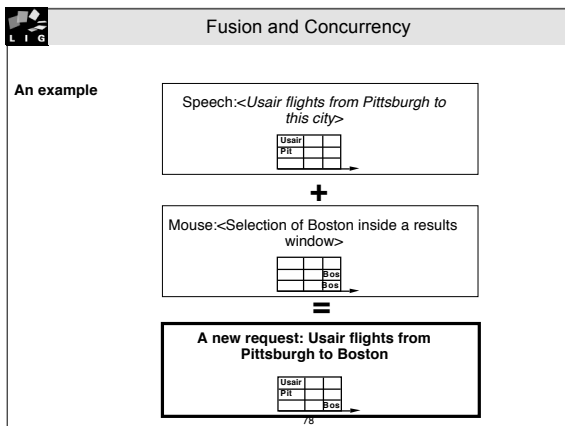 L I G
Fusion and Concurrency
An example
Speech:<Usair flights from Pittsburgh to
this city>
Usair
Pit
+
Mouse:<Selection of Boston inside a results
window>
Bos
Bos
=
A new request: Usair flights from
Pittsburgh to Boston
Usair
Pit
Bos
78